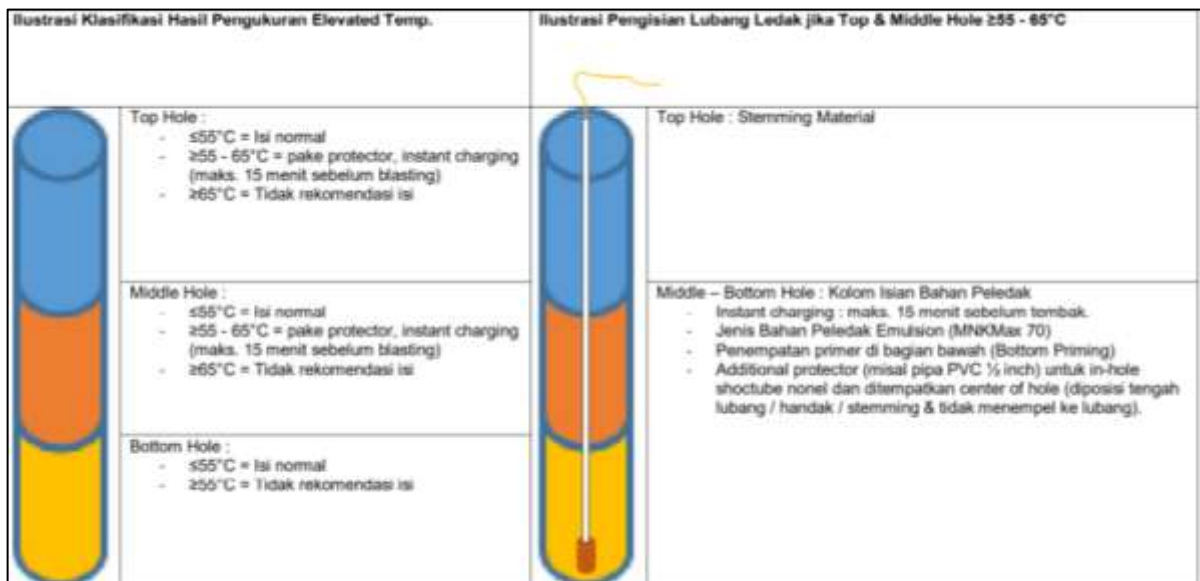 Ilustrasi Klasifikasi Hasil Pengukuran Elevated Temp.
Ilustrasi Pengisian Lubang Ledak jika Top & Middle Hole ≥55 - 65°C
Top Hole :
- ≤55°C = Isi normal
- ≥55 - 65°C = pake protector, instant charging
(maks. 15 menit sebelum blasting)
- ≥65°C = Tidak rekomendasi isi
Top Hole : Stemming Material
Middle Hole :
- ≤55°C = Isi normal
- ≥55 - 65°C = pake protector, instant charging
(maks. 15 menit sebelum blasting)
- ≥65°C = Tidak rekomendasi isi
Middle – Bottom Hole : Kolom Isian Bahan Peledak
- Instant charging : maks. 15 menit sebelum tembak.
- Jenis Bahan Peledak Emulsion (MNKMax 70)
- Penempatan primer di bagian bawah (Bottom Priming)
- Additional protector (misal pipa PVC ½ inch) untuk in-hole
shoctube nonel dan ditempatkan center of hole (diposisi tengah
lubang / handak / stemming & tidak menempel ke lubang).
Bottom Hole :
- ≤55°C = Isi normal
- ≥55°C = Tidak rekomendasi isi